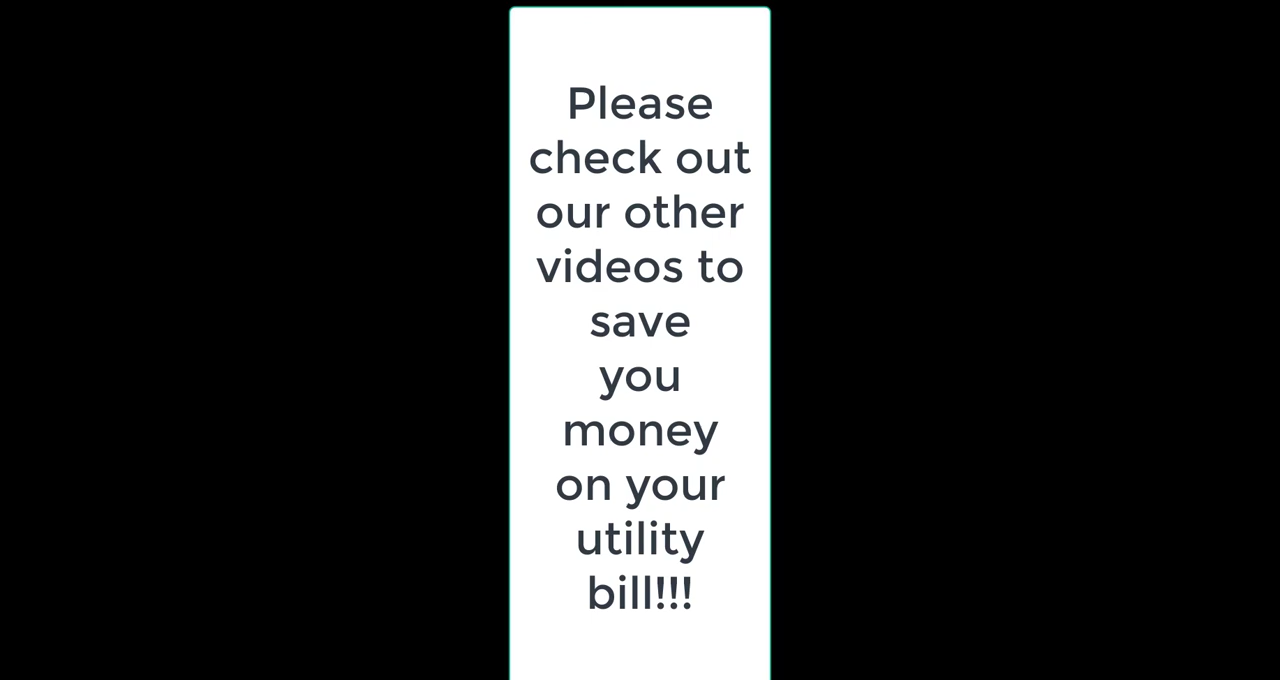 Please
check out
our other
videos to
save
you
money
on your
utility
bill!!!